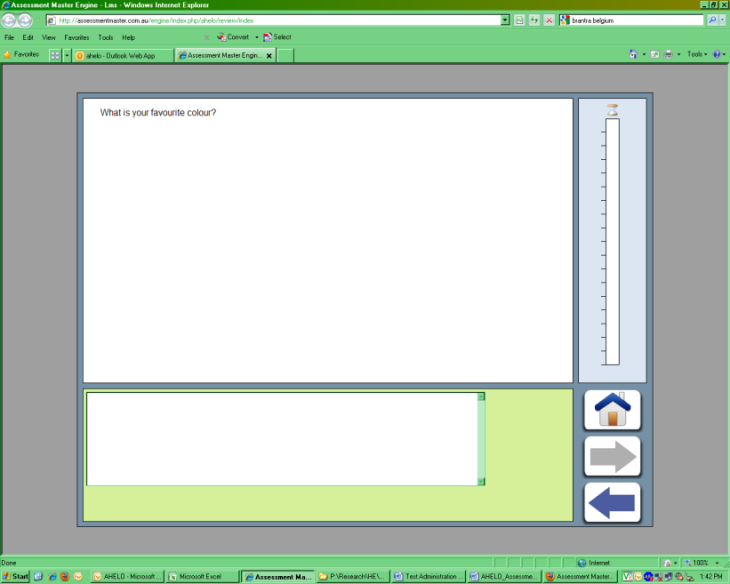 Assessment Master Engine - Lms - Windows Internet Explorer
http://assessmentmaster.com.au/engine/index.php/ahelo/review/index
brantra belgium
File Edit View Favorites Tools Help
Convert Select
Favorites
ahelo - Outlook Web App
Assessment Master Engin...
Tools
What is your favourite colour?
Done
Internet
100%
Start
AHELO - Microsoft ...
Microsoft Excel
Assessment Ma...
P:\Research\HE\...
Test Administration ...
AHELO_Assessme...
Assessment Master...
1:42 PM